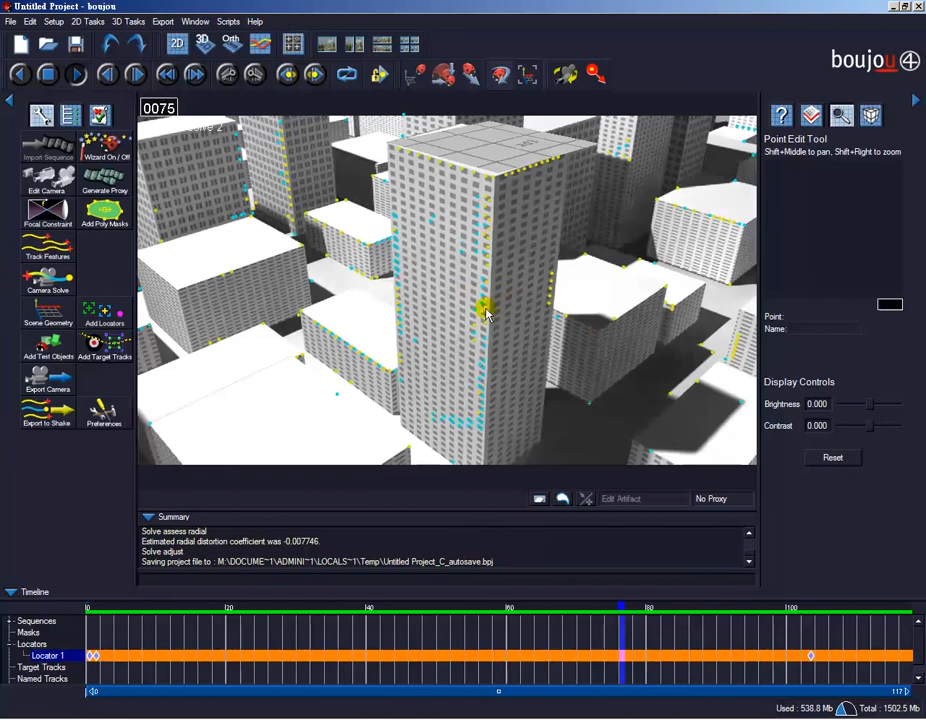 Untitled Project - boujou
File Edit Setup 2D Tasks 3D Tasks Export Window Scripts Help
2D 3D Orth
boujou 4
0075
Import Sequence Wizard On / Off
Edit Camera Generate Proxy
Focal Constraint Add Poly Masks
Track Features
Camera Solve
Scene Geometry Add Locators
Add Test Objects Add Target Tracks
Export Camera
Export to Shake Preferences
Point Edit Tool
Shift+Middle to pan, Shift+Right to zoom
Point:
Name:
Display Controls
Brightness 0.000
Contrast 0.000
Reset
Edit Artifact No Proxy
Summary
Solve assess radial
Estimated radial distortion coefficient was -0.007746.
Solve adjust
Saving project file to : M:\DOCUME~1\ADMINI~1\LOCALS~1\Temp\Untitled Project_C_autosave.bpj
Timeline
0 20 40 60 80 100
Sequences
Masks
Locators
Locator 1
Target Tracks
Named Tracks
0 117
Used : 538.8 Mb Total : 1502.5 Mb